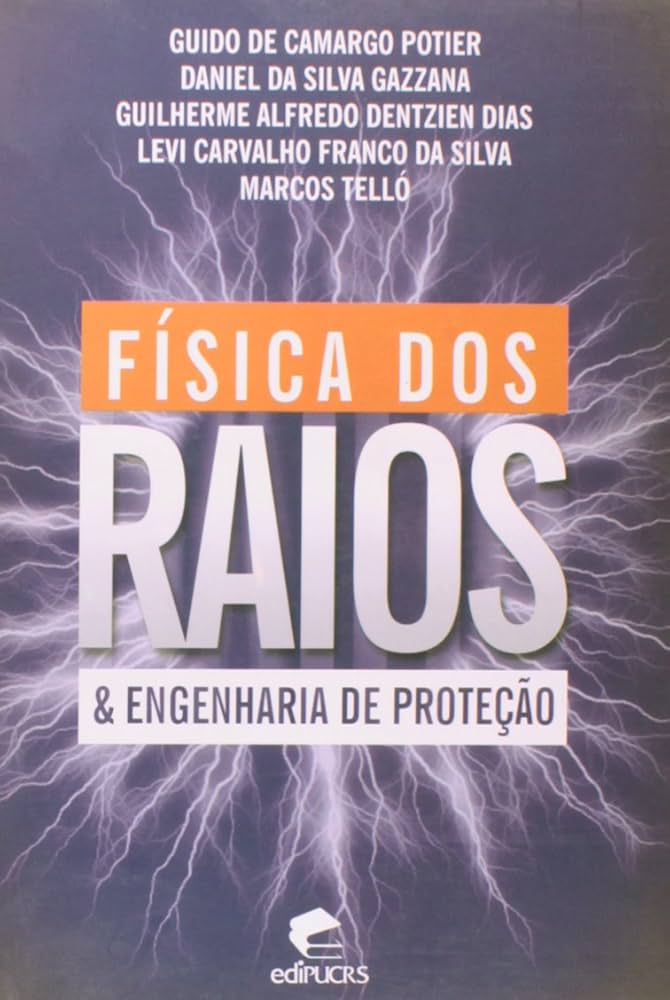 GUIDO DE CAMARGO POTIER
DANIEL DA SILVA GAZZANA
GUILHERME ALFREDO DENTZIEN DIAS
LEVI CARVALHO FRANCO DA SILVA
MARCOS TELLÓ
FÍSICA DOS
RAIOS
& ENGENHARIA DE PROTEÇÃO
ediPUCRS